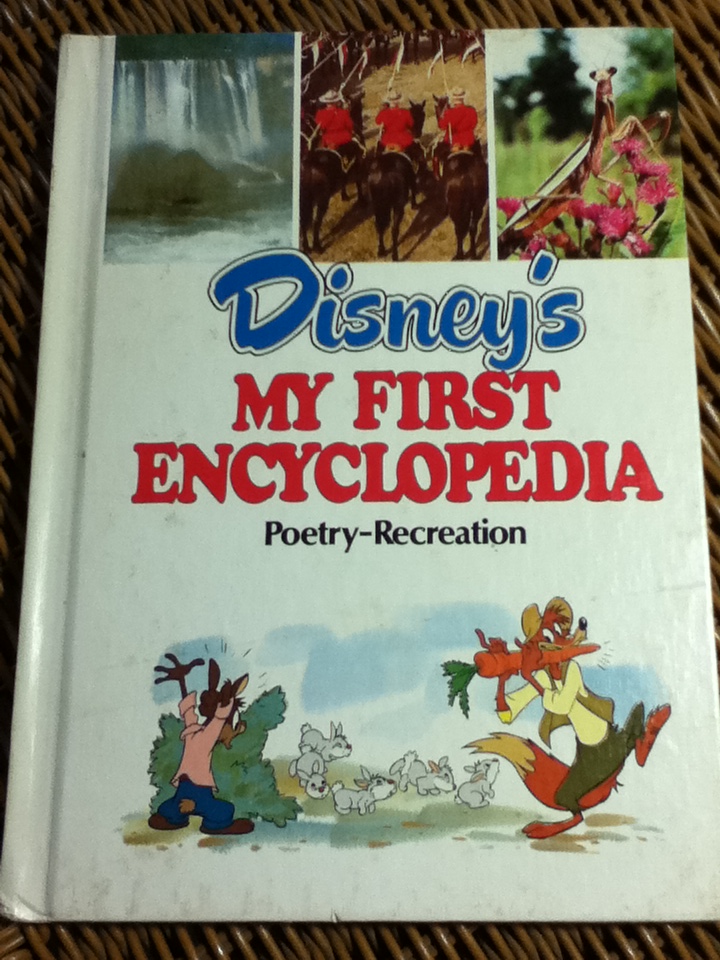 Disney's
MY FIRST
ENCYCLOPEDIA
Poetry-Recreation